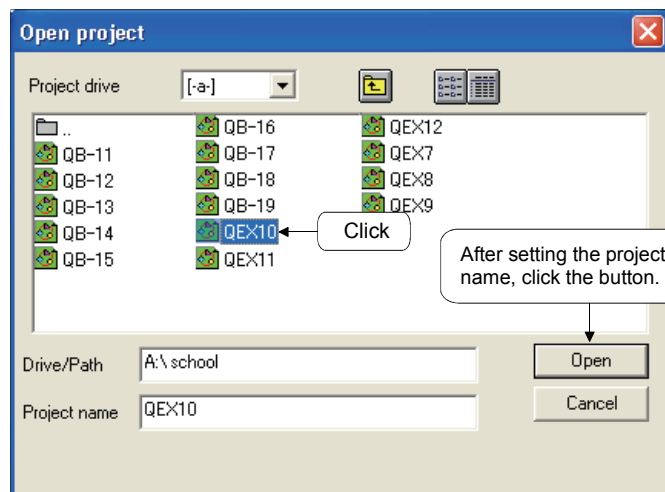 Open project
Project drive [-a-]
..
QB-11
QB-12
QB-13
QB-14
QB-15
QB-16
QB-17
QB-18
QB-19
QEX10
QEX11
QEX12
QEX7
QEX8
QEX9
Click
After setting the project
name, click the button.
Drive/Path A:\ school
Open
Project name QEX10
Cancel